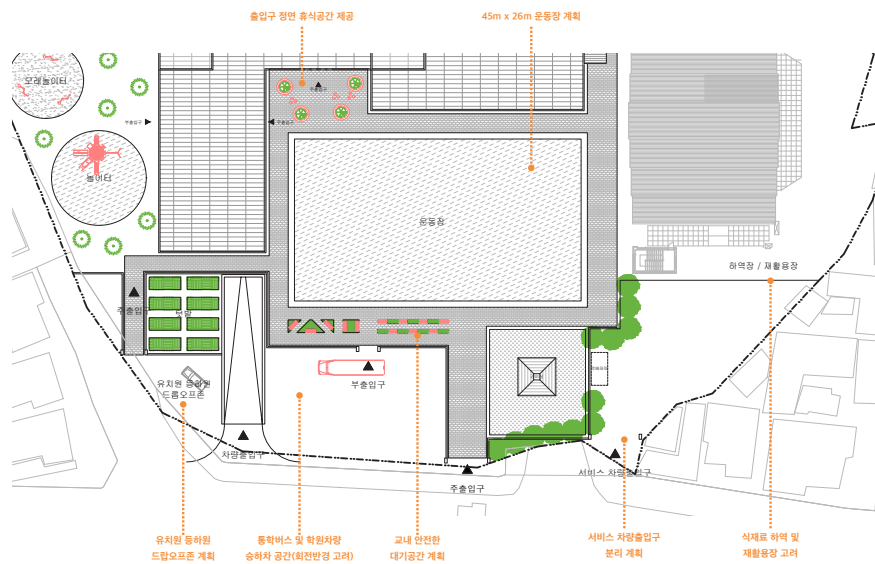 출입구 정면 휴식공간 제공
45m x 26m 운동장 계획
모래놀이터
주출입구
부출입구
주출입구
놀이터
운동장
하역장 / 재활용장
주출입구
텃밭
유치원 등하원
드롭오프존
부출입구
차량출입구
주출입구
서비스 차량출입구
유치원 등하원
드랍오프존 계획
통학버스 및 학원차량
승하차 공간(회전반경 고려)
교내 안전한
대기공간 계획
서비스 차량출입구
분리 계획
식재료 하역 및
재활용장 고려